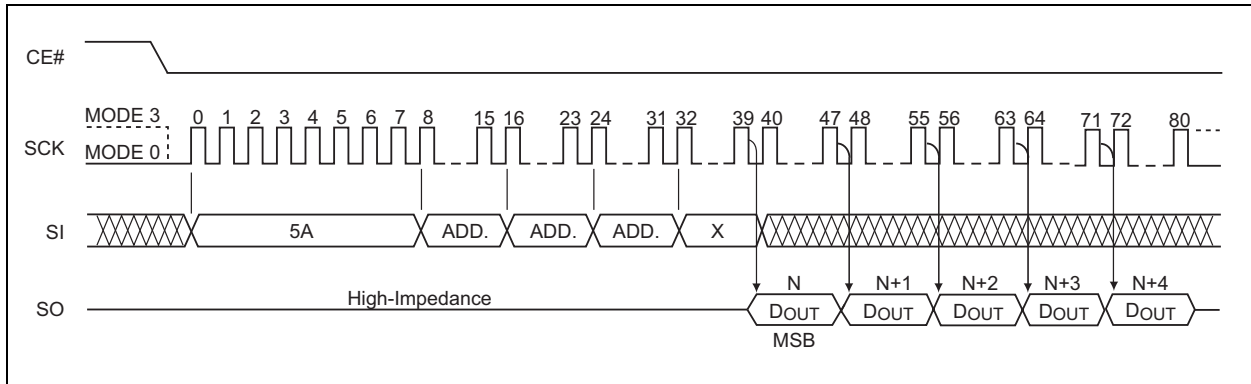 CE#
MODE 3
0 1 2 3 4 5 6 7 8 15 16 23 24 31 32 39 40 47 48 55 56 63 64 71 72 80
SCK
MODE 0
SI 5A ADD. ADD. ADD. X
N N+1 N+2 N+3 N+4
High-Impedance
SO DOUT DOUT DOUT DOUT DOUT
MSB